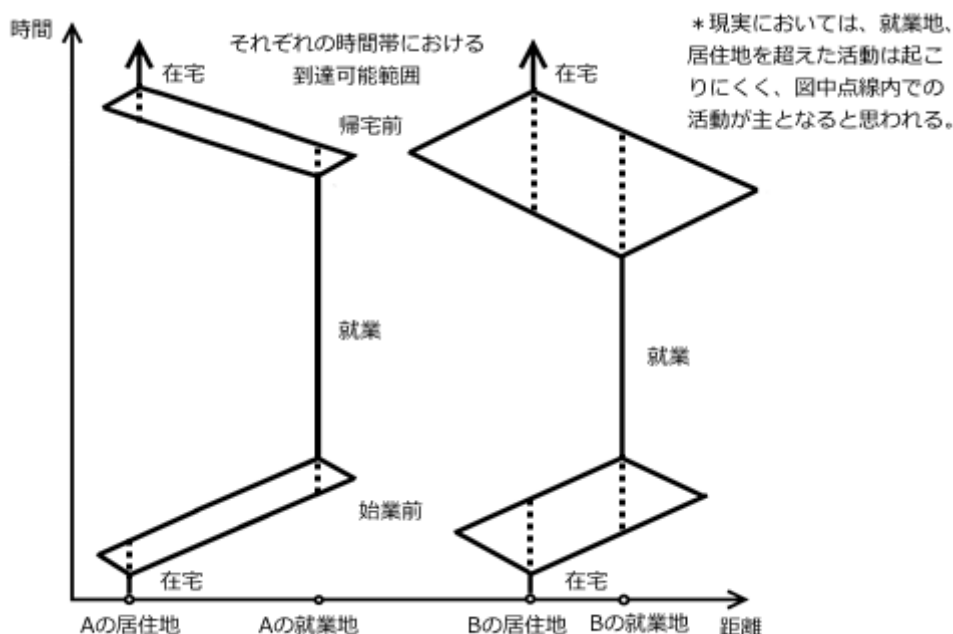 時間
それぞれの時間帯における
到達可能範囲
＊現実においては、就業地、
居住地を超えた活動は起こ
りにくく、図中点線内での
活動が主となると思われる。
在宅
在宅
帰宅前
就業
就業
始業前
在宅
在宅
Aの居住地
Aの就業地
Bの居住地
Bの就業地
距離